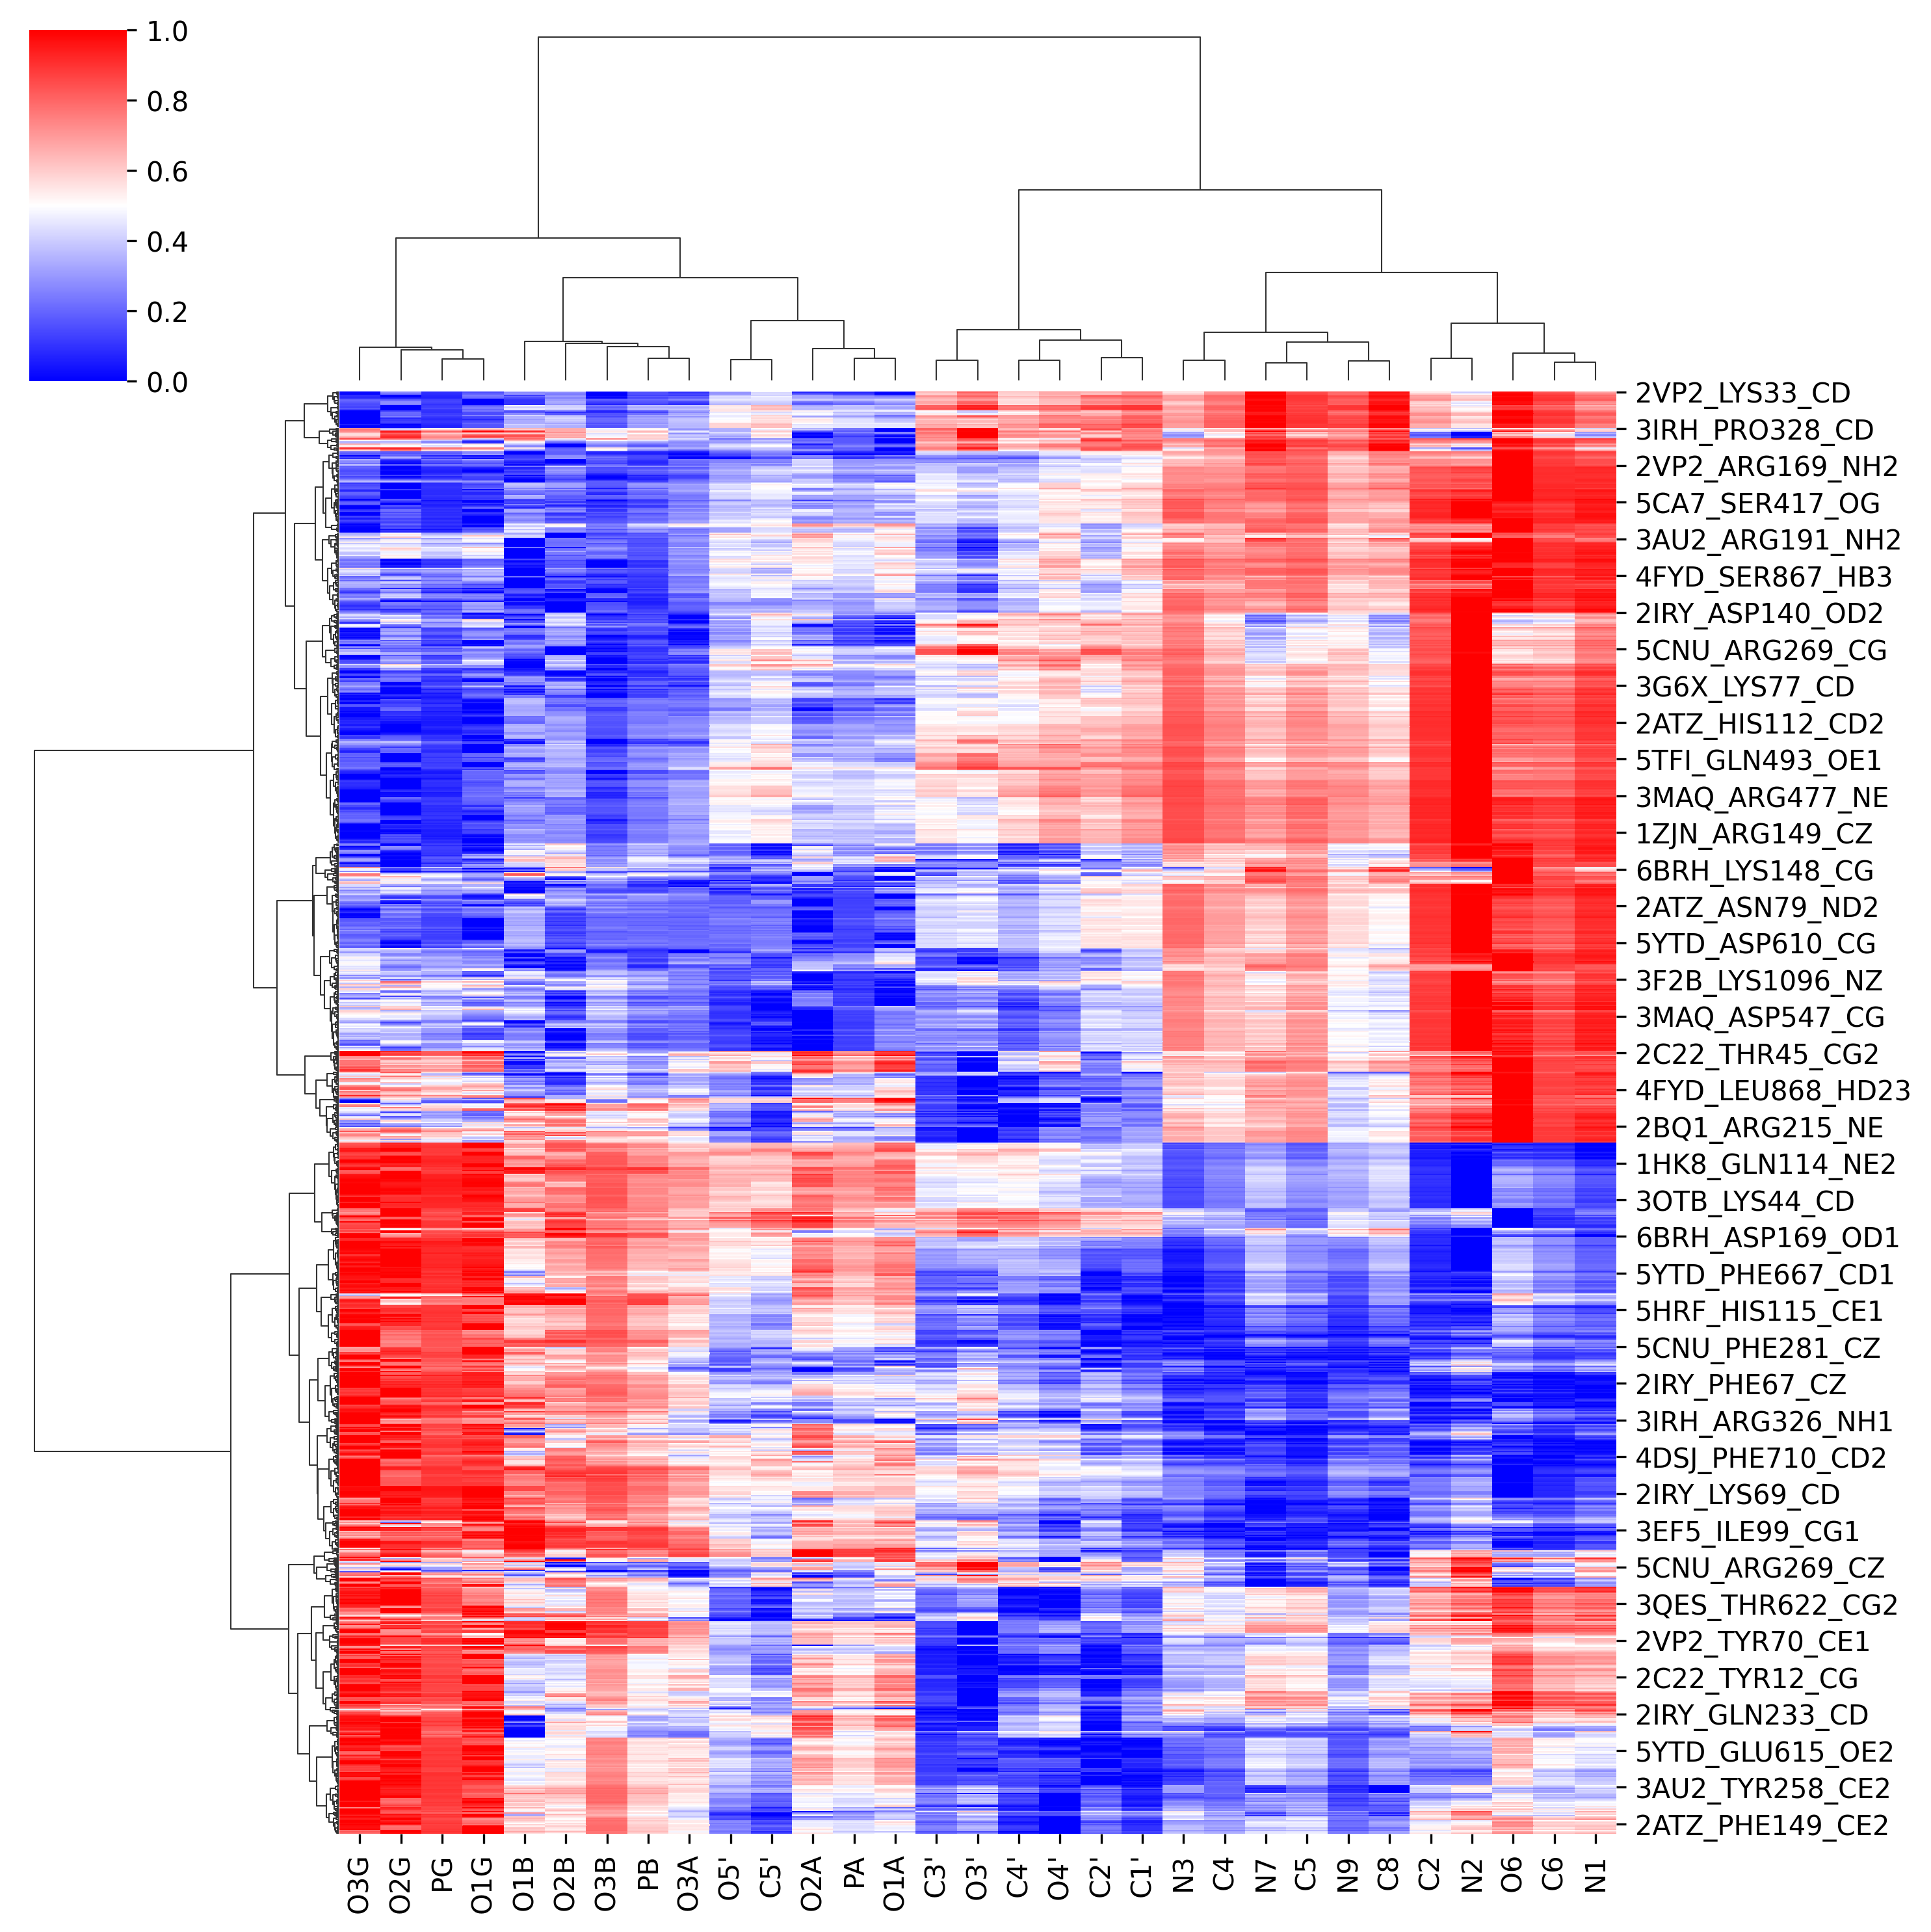 1.0
0.8
0.6
0.4
0.2
0.0
2VP2_LYS33_CD
3IRH_PRO328_CD
2VP2_ARG169_NH2
5CA7_SER417_OG
3AU2_ARG191_NH2
4FYD_SER867_HB3
2IRY_ASP140_OD2
5CNU_ARG269_CG
3G6X_LYS77_CD
2ATZ_HIS112_CD2
5TFI_GLN493_OE1
3MAQ_ARG477_NE
1ZJN_ARG149_CZ
6BRH_LYS148_CG
2ATZ_ASN79_ND2
5YTD_ASP610_CG
3F2B_LYS1096_NZ
3MAQ_ASP547_CG
2C22_THR45_CG2
4FYD_LEU868_HD23
2BQ1_ARG215_NE
1HK8_GLN114_NE2
3OTB_LYS44_CD
6BRH_ASP169_OD1
5YTD_PHE667_CD1
5HRF_HIS115_CE1
5CNU_PHE281_CZ
2IRY_PHE67_CZ
3IRH_ARG326_NH1
4DSJ_PHE710_CD2
2IRY_LYS69_CD
3EF5_ILE99_CG1
5CNU_ARG269_CZ
3QES_THR622_CG2
2VP2_TYR70_CE1
2C22_TYR12_CG
2IRY_GLN233_CD
5YTD_GLU615_OE2
3AU2_TYR258_CE2
2ATZ_PHE149_CE2
O3G
O2G
PG
O1G
O1B
O2B
O3B
PB
O3A
O5'
C5'
O2A
PA
O1A
C3'
O3'
C4'
O4'
C2'
C1'
N3
C4
N7
C5
N9
C8
C2
N2
O6
C6
N1